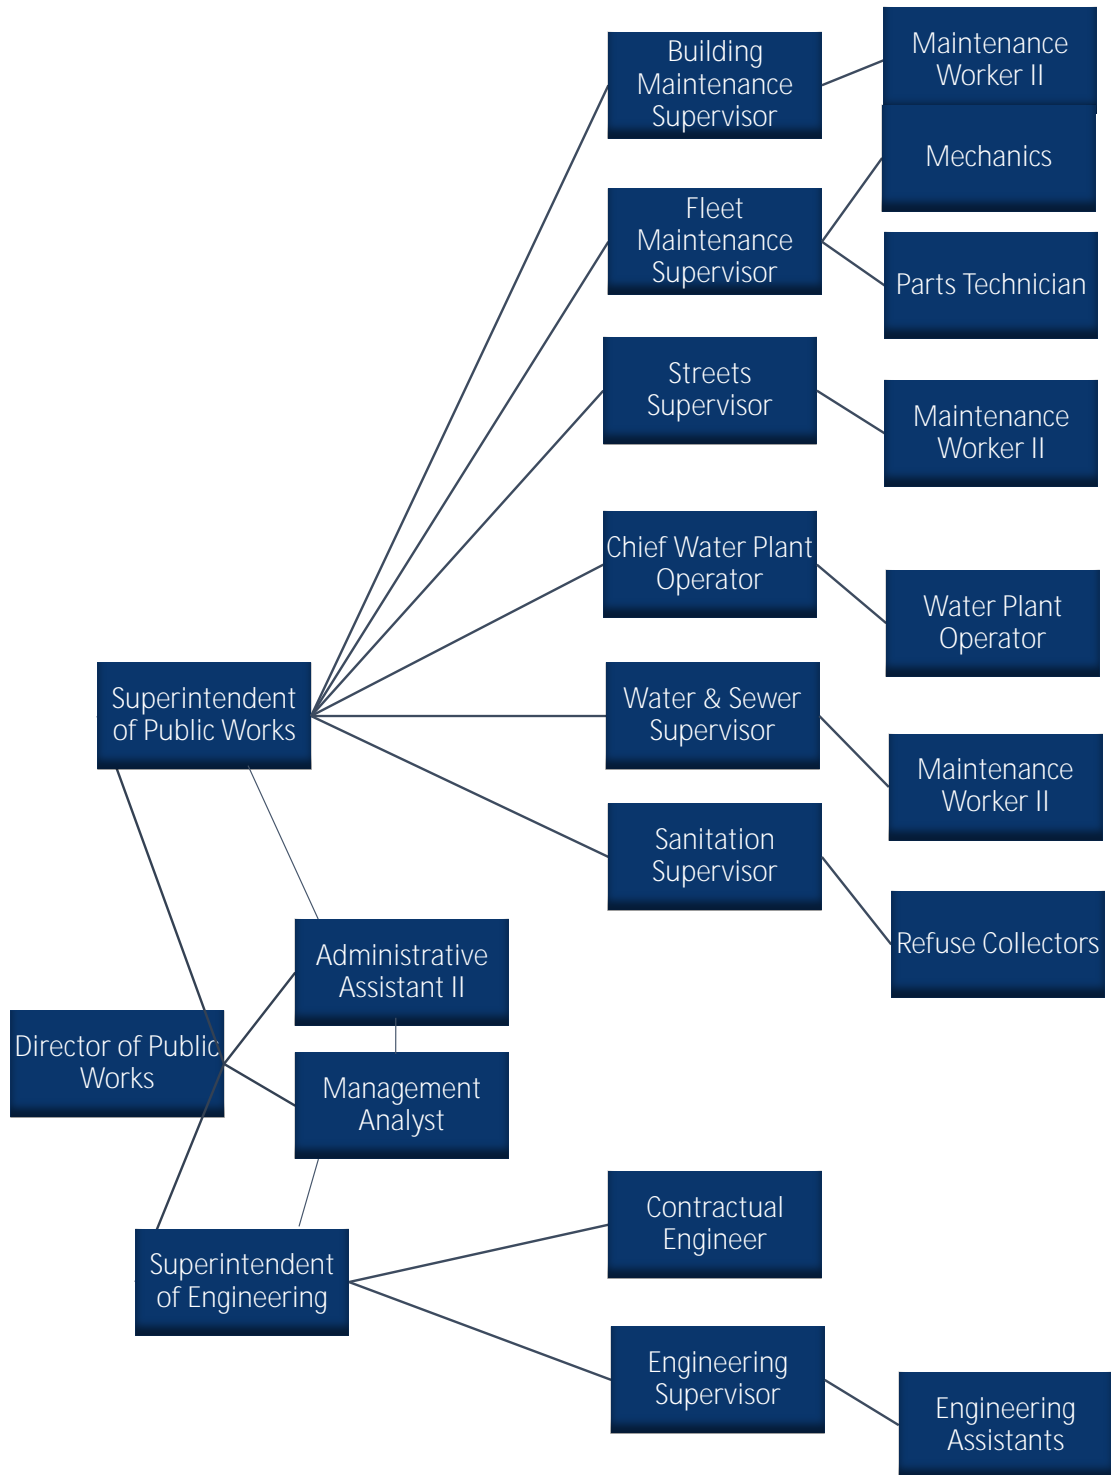 Building
Maintenance
Supervisor
Maintenance
Worker II
Mechanics
Fleet
Maintenance
Supervisor
Parts Technician
Streets
Supervisor
Maintenance
Worker II
Chief Water Plant
Operator
Water Plant
Operator
Superintendent
of Public Works
Water & Sewer
Supervisor
Maintenance
Worker II
Sanitation
Supervisor
Refuse Collectors
Administrative
Assistant II
Director of Public
Works
Management
Analyst
Contractual
Engineer
Superintendent
of Engineering
Engineering
Supervisor
Engineering
Assistants